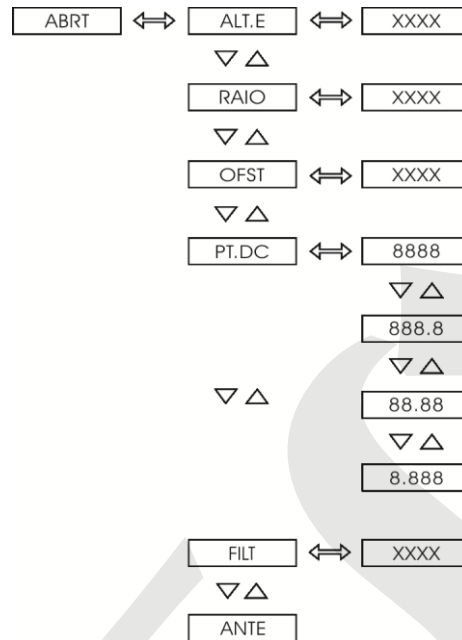 ABRT ALT.E XXXX
RAIO XXXX
OFST XXXX
PT.DC 8888
888.8
88.88
8.888
FILT XXXX
ANTE